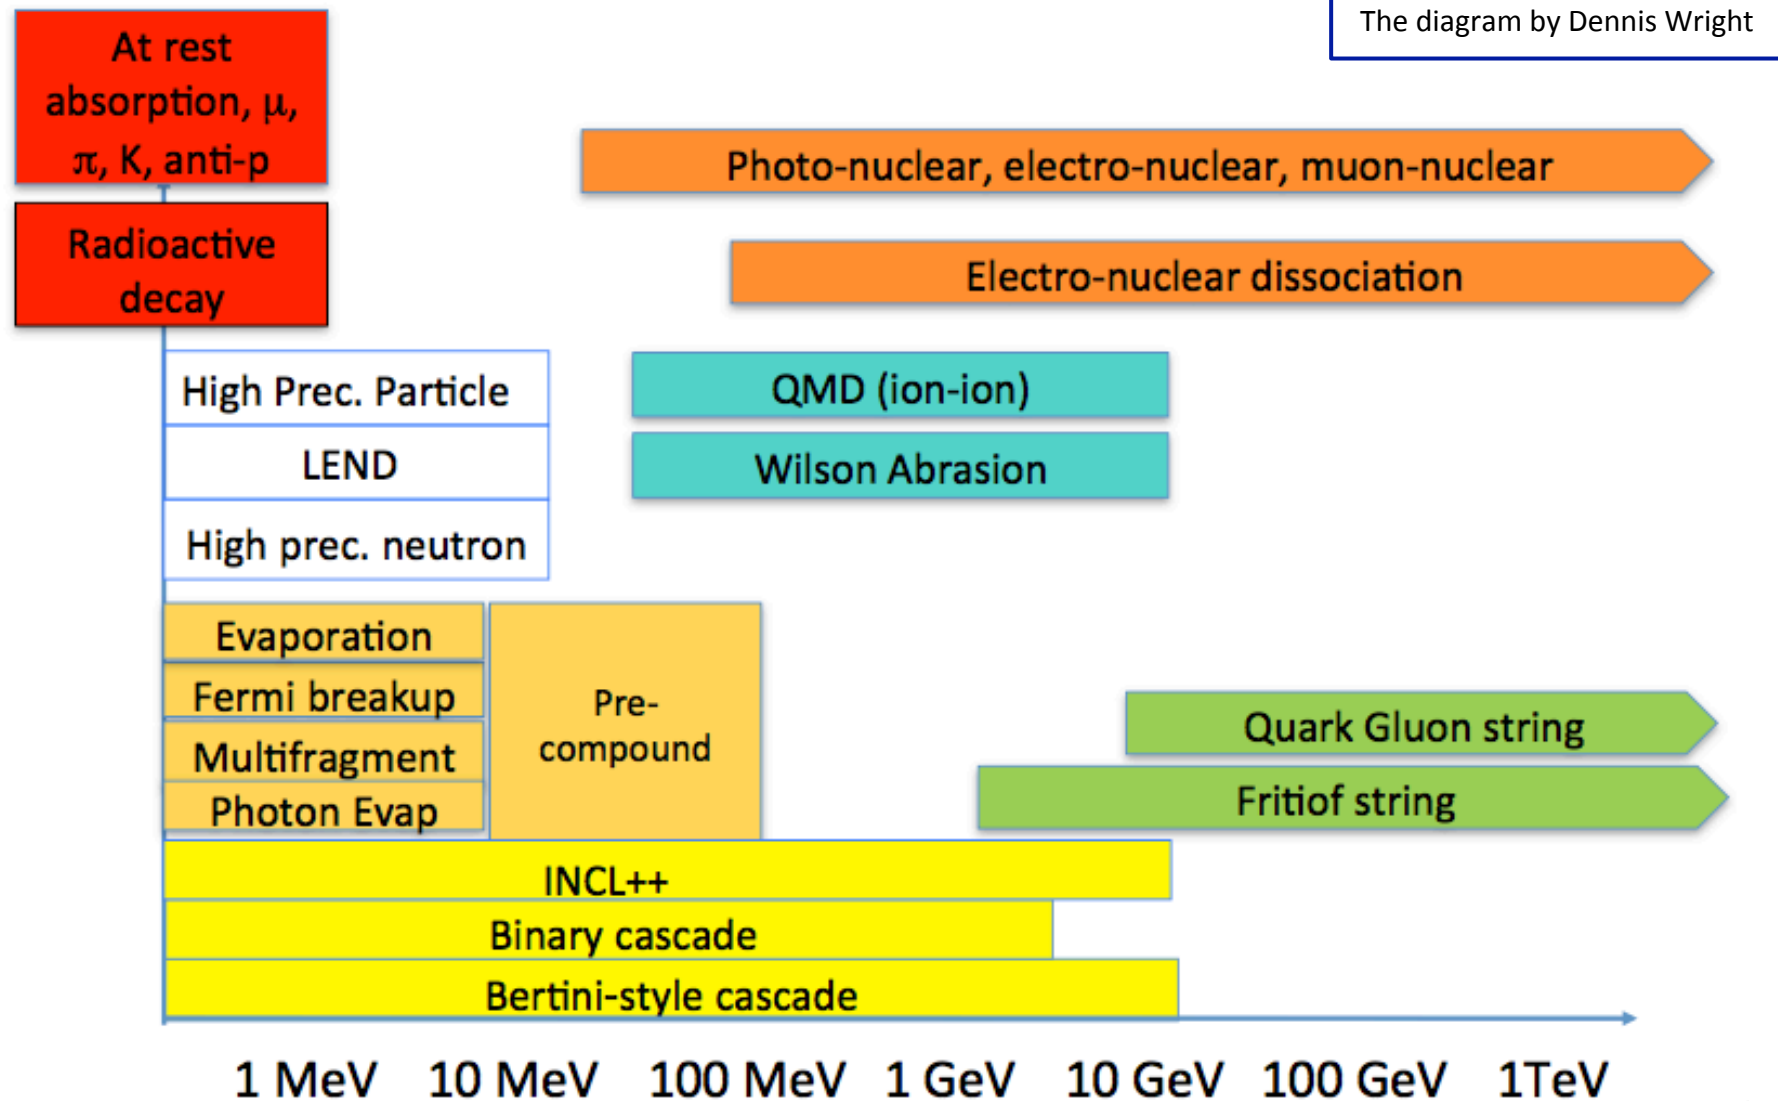 The diagram by Dennis Wright
At rest
absorption, μ,
π, K, anti-p
Photo-nuclear, electro-nuclear, muon-nuclear
Radioactive
decay
Electro-nuclear dissociation
High Prec. Particle
QMD (ion-ion)
LEND
Wilson Abrasion
High prec. neutron
Evaporation
Fermi breakup
Multifragment
Photon Evap
Pre-
compound
Quark Gluon string
Fritiof string
INCL++
Binary cascade
Bertini-style cascade
1 MeV 10 MeV 100 MeV 1 GeV 10 GeV 100 GeV 1TeV